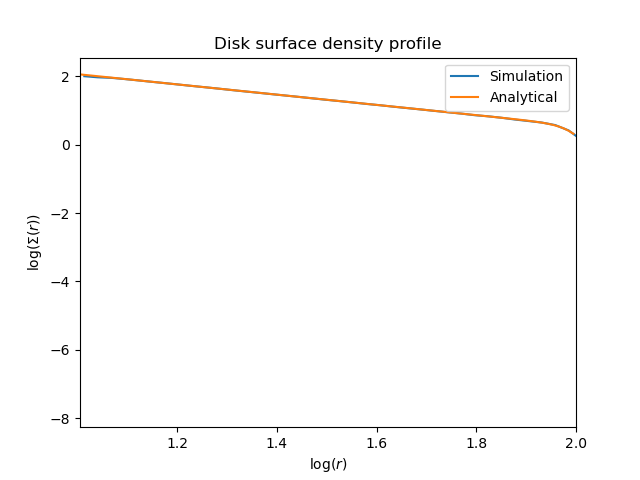 Disk surface density profile
Simulation
Analytical
2
0
−2
−4
−6
−8
log(Σ(r))
1.2
1.4
1.6
1.8
2.0
log(r)